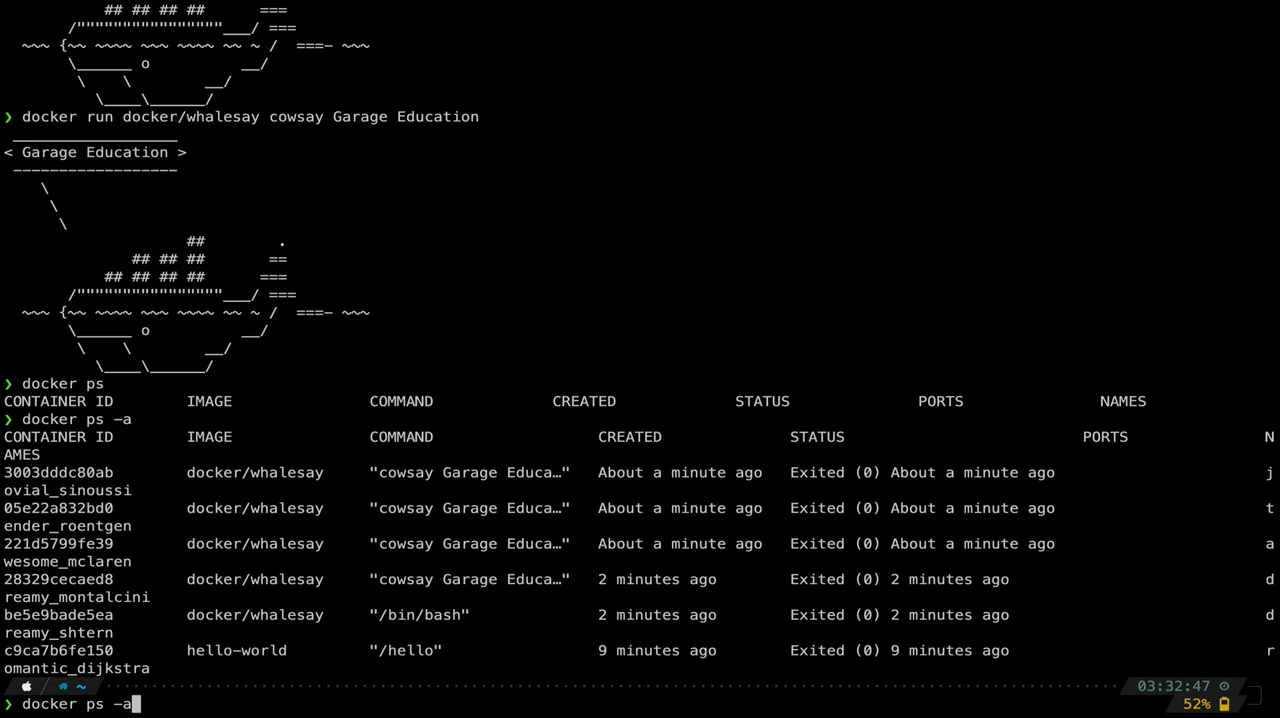 ## ## ## ##      ===
       /"""""""""""""""""___/ ===
  ~~~ {~~ ~~~~ ~~~ ~~~~ ~~ ~ /  ===- ~~~
       \______ o          __/
        \    \        __/
          \____\______/
❯ docker run docker/whalesay cowsay Garage Education
 __________________
< Garage Education >
 ------------------
    \
     \
      \
                    ##        .
              ## ## ##       ==
           ## ## ## ##      ===
       /""""""""""""""""___/ ===
  ~~~ {~~ ~~~~ ~~~ ~~~~ ~~ ~ /  ===- ~~~
       \______ o          __/
        \    \        __/
          \____\______/
❯ docker ps
CONTAINER ID        IMAGE               COMMAND             CREATED             STATUS              PORTS               NAMES
❯ docker ps -a
CONTAINER ID        IMAGE               COMMAND                  CREATED              STATUS                          PORTS               N
AMES
3003dddc80ab        docker/whalesay     "cowsay Garage Educa…"   About a minute ago   Exited (0) About a minute ago                       j
ovial_sinoussi
05e22a832bd0        docker/whalesay     "cowsay Garage Educa…"   About a minute ago   Exited (0) About a minute ago                       t
ender_roentgen
221d5799fe39        docker/whalesay     "cowsay Garage Educa…"   About a minute ago   Exited (0) About a minute ago                       a
wesome_mclaren
28329cecaed8        docker/whalesay     "cowsay Garage Educa…"   2 minutes ago        Exited (0) 2 minutes ago                            d
reamy_montalcini
be5e9bade5ea        docker/whalesay     "/bin/bash"              2 minutes ago        Exited (0) 2 minutes ago                            d
reamy_shtern
c9ca7b6fe150        hello-world         "/hello"                 9 minutes ago        Exited (0) 9 minutes ago                            r
omantic_dijkstra
~ 03:32:47
❯ docker ps -a 52%